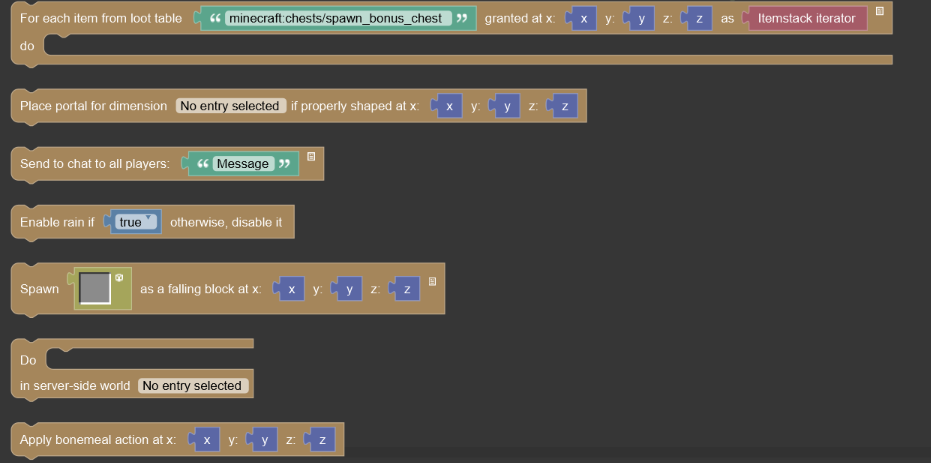 For each item from loot table “ minecraft:chests/spawn_bonus_chest ” granted at x: x y: y z: z as Itemstack iterator
do
Place portal for dimension No entry selected if properly shaped at x: x y: y z: z
Send to chat to all players: “ Message ”
Enable rain if true otherwise, disable it
Spawn as a falling block at x: x y: y z: z
Do
in server-side world No entry selected
Apply bonemeal action at x: x y: y z: z